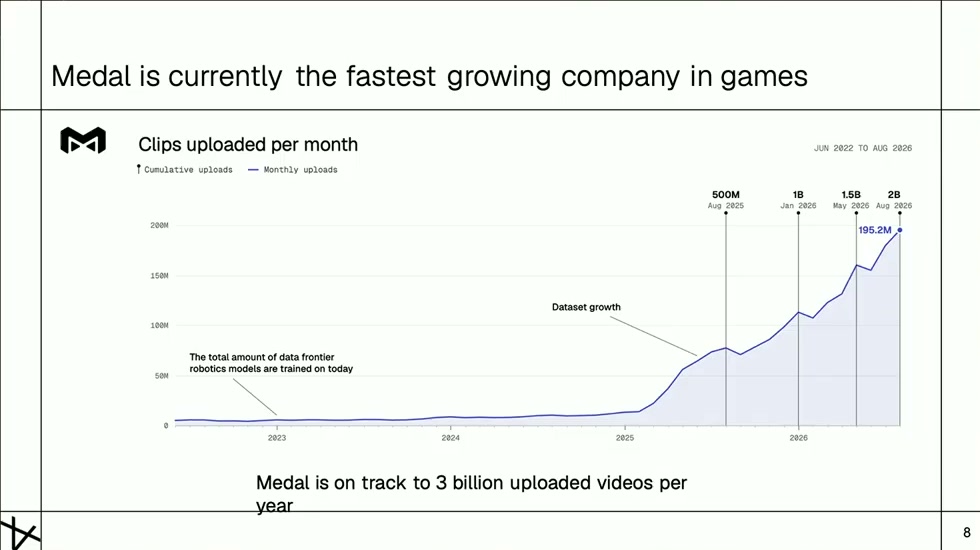 Medal is currently the fastest growing company in games
Clips uploaded per month
JUN 2022 TO AUG 2026
Cumulative uploads
Monthly uploads
500M
Aug 2025
1B
Jan 2026
1.5B
May 2026
2B
Aug 2026
195.2M
200M
150M
100M
50M
0
Dataset growth
The total amount of data frontier
robotics models are trained on today
2023
2024
2025
2026
Medal is on track to 3 billion uploaded videos per
year
8